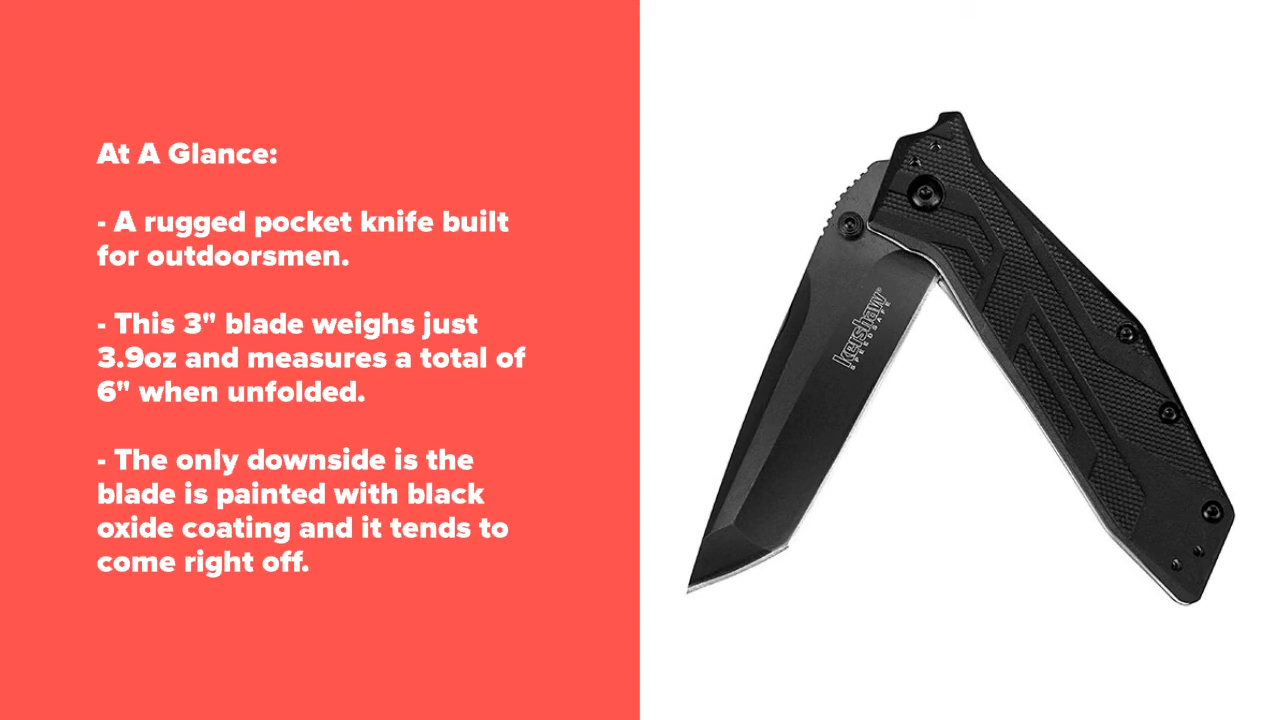 At A Glance:
- A rugged pocket knife built
for outdoorsmen.
- This 3" blade weighs just
3.9oz and measures a total of
6" when unfolded.
- The only downside is the
blade is painted with black
oxide coating and it tends to
come right off.
kershaw®
SPEEDSAFE